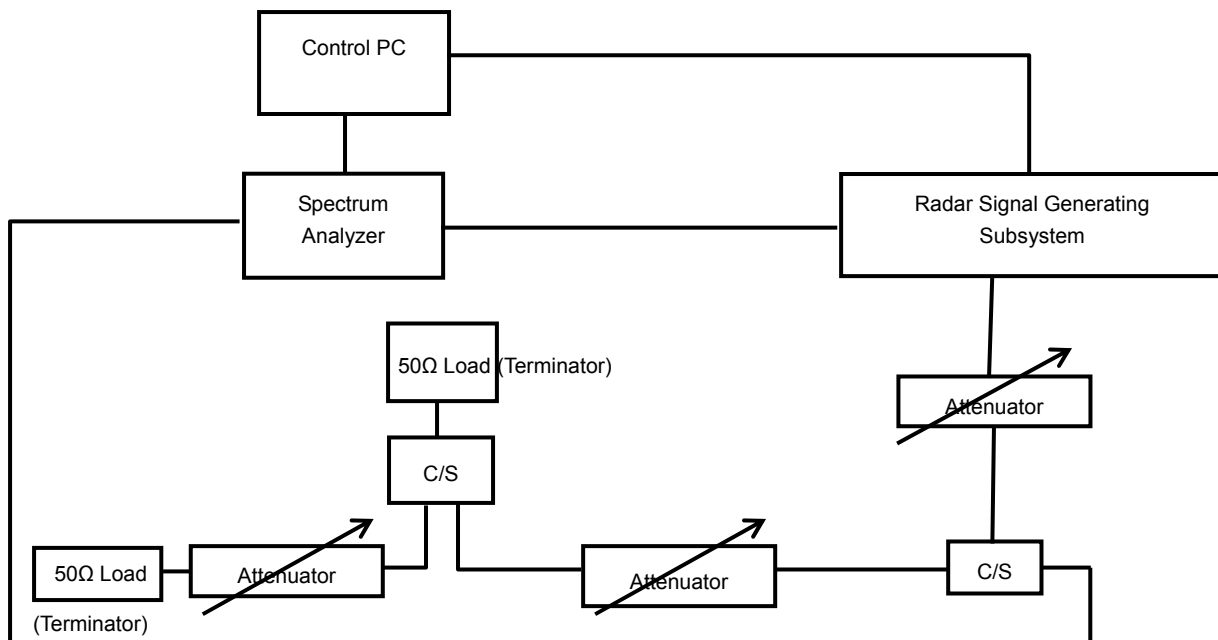 Control PC
Spectrum
Analyzer
Radar Signal Generating
Subsystem
50Ω Load (Terminator)
Attenuator
C/S
50Ω Load
(Terminator)
Attenuator
Attenuator
C/S